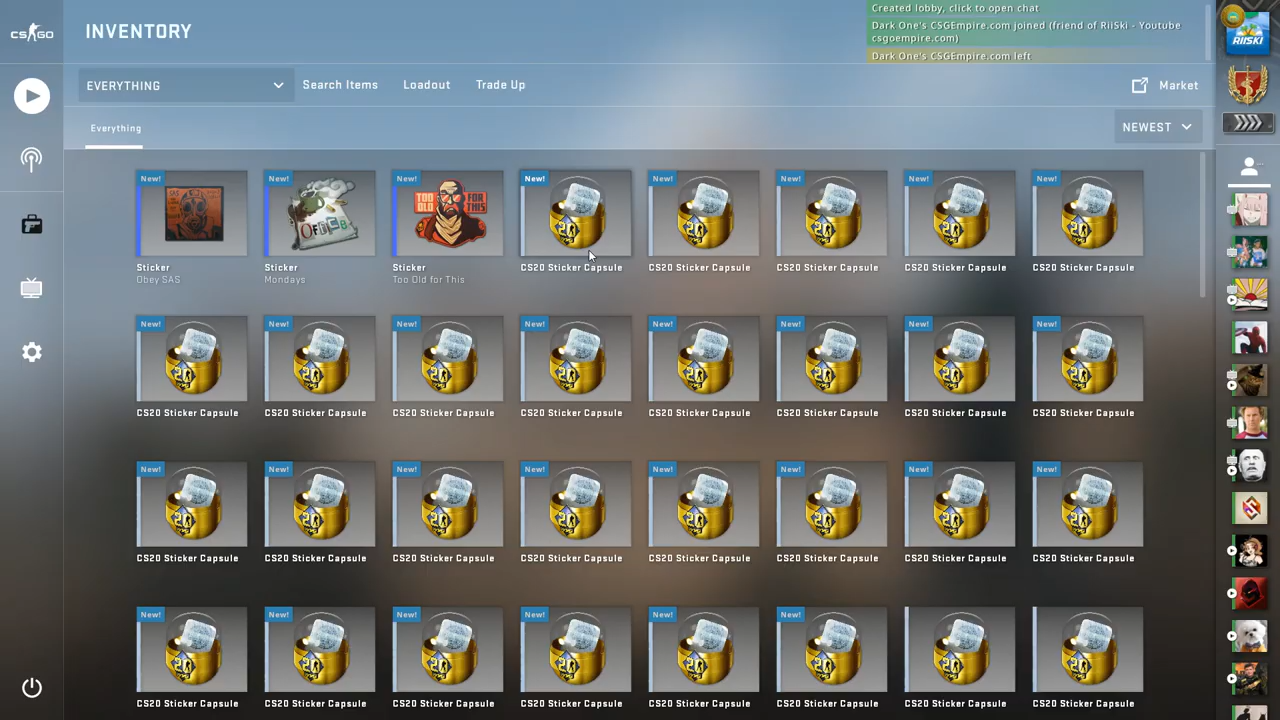 CS:GO
INVENTORY
Created lobby, click to open chat
Dark One's CSGEmpire.com joined (friend of RiiSki - Youtube
csgoempire.com)
Dark One's CSGEmpire.com left
RIISKI
EVERYTHING
Search Items
Loadout
Trade Up
Market
Everything
NEWEST
New!
New!
New!
New!
New!
New!
New!
New!
TOO OLD FOR THIS
Sticker
Sticker
Sticker
CS20 Sticker Capsule
CS20 Sticker Capsule
CS20 Sticker Capsule
CS20 Sticker Capsule
CS20 Sticker Capsule
Obey SAS
Mondays
Too Old for This
New!
New!
New!
New!
New!
New!
New!
New!
CS20 Sticker Capsule
CS20 Sticker Capsule
CS20 Sticker Capsule
CS20 Sticker Capsule
CS20 Sticker Capsule
CS20 Sticker Capsule
CS20 Sticker Capsule
CS20 Sticker Capsule
New!
New!
New!
New!
New!
New!
New!
New!
CS20 Sticker Capsule
CS20 Sticker Capsule
CS20 Sticker Capsule
CS20 Sticker Capsule
CS20 Sticker Capsule
CS20 Sticker Capsule
CS20 Sticker Capsule
CS20 Sticker Capsule
New!
New!
New!
New!
New!
New!
CS20 Sticker Capsule
CS20 Sticker Capsule
CS20 Sticker Capsule
CS20 Sticker Capsule
CS20 Sticker Capsule
CS20 Sticker Capsule
CS20 Sticker Capsule
CS20 Sticker Capsule